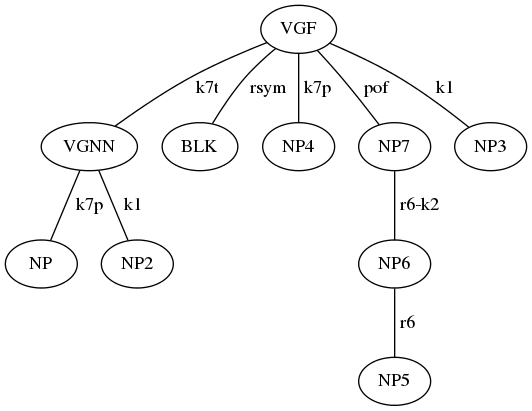 VGF
k7t rsym k7p pof k1
VGNN BLK NP4 NP7 NP3
k7p k1 r6-k2
NP NP2 NP6
r6
NP5